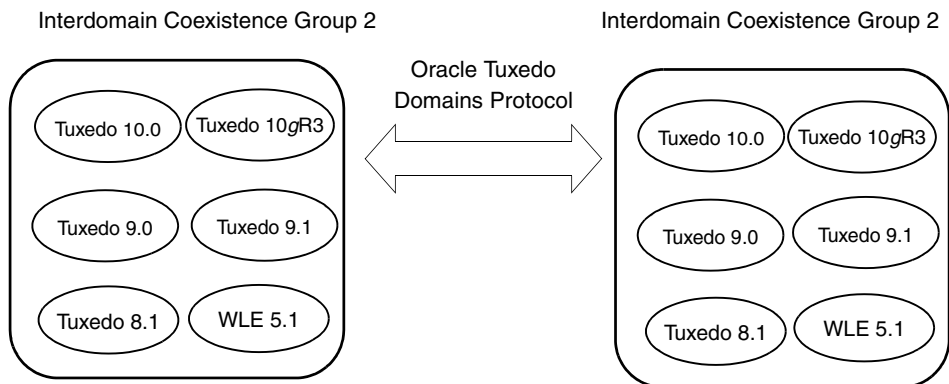 Interdomain Coexistence Group 2
Interdomain Coexistence Group 2
Oracle Tuxedo
Domains Protocol
Tuxedo 10.0
Tuxedo 10gR3
Tuxedo 9.0
Tuxedo 9.1
Tuxedo 8.1
WLE 5.1
Tuxedo 10.0
Tuxedo 10gR3
Tuxedo 9.0
Tuxedo 9.1
Tuxedo 8.1
WLE 5.1